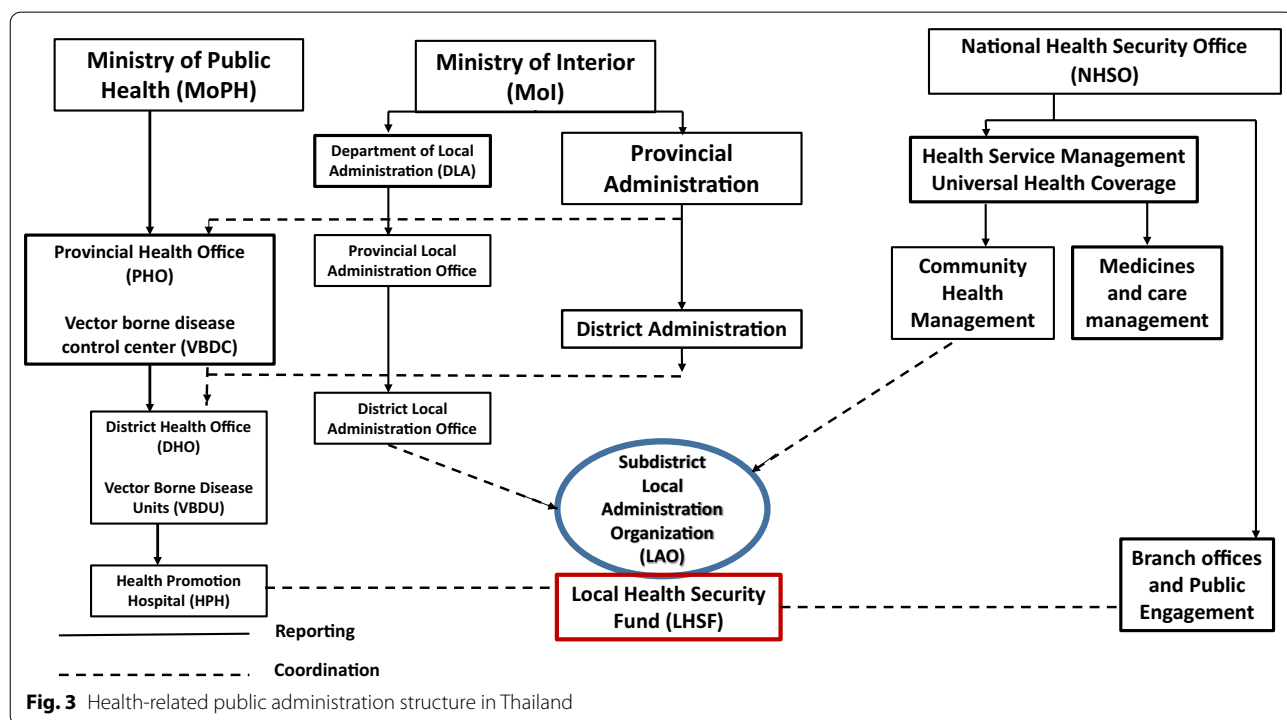 Ministry of Public
Health (MoPH)
Ministry of Interior
(MoI)
National Health Security Office
(NHSO)
Department of Local
Administration (DLA)
Provincial
Administration
Health Service Management
Universal Health Coverage
Provincial Health Office
(PHO)
Vector borne disease
control center (VBDC)
Provincial Local
Administration Office
Community
Health
Management
Medicines
and care
management
District Administration
District Health Office
(DHO)
Vector Borne Disease
Units (VBDU)
District Local
Administration Office
Subdistrict
Local
Administration
Organization
(LAO)
Health Promotion
Hospital (HPH)
Local Health Security
Fund (LHSF)
Branch offices
and Public
Engagement
Reporting
Coordination
Fig. 3 Health-related public administration structure in Thailand